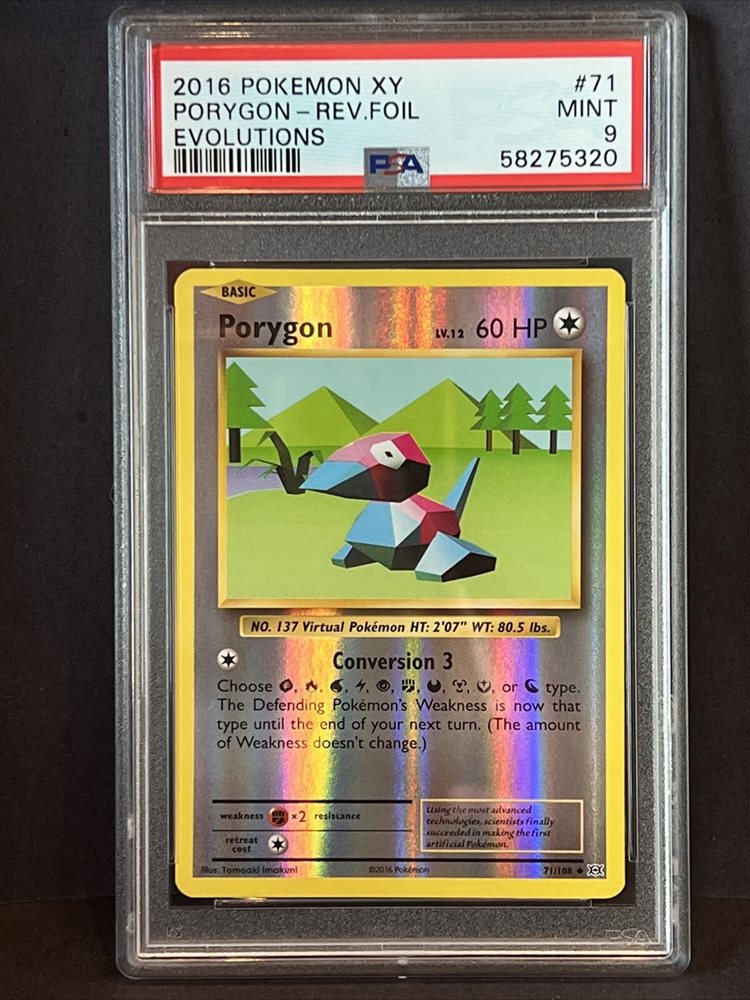 2016 POKEMON XY #71
PORYGON - REV.FOIL MINT
EVOLUTIONS 9
PSA 58275320
BASIC
Porygon LV.12 60 HP
NO. 137 Virtual Pokémon HT: 2'07" WT: 80.5 lbs.
Conversion 3
Choose , , , , , , , , , or type.
The Defending Pokémon's Weakness is now that
type until the end of your next turn. (The amount
of Weakness doesn't change.)
weakness ×2 resistance
retreat
cost
Using the most advanced
technologies, scientists finally
succeeded in making the first
artificial Pokémon.
Illus. Tomoaki Imakuni ©2016 Pokémon 71/108
PSA